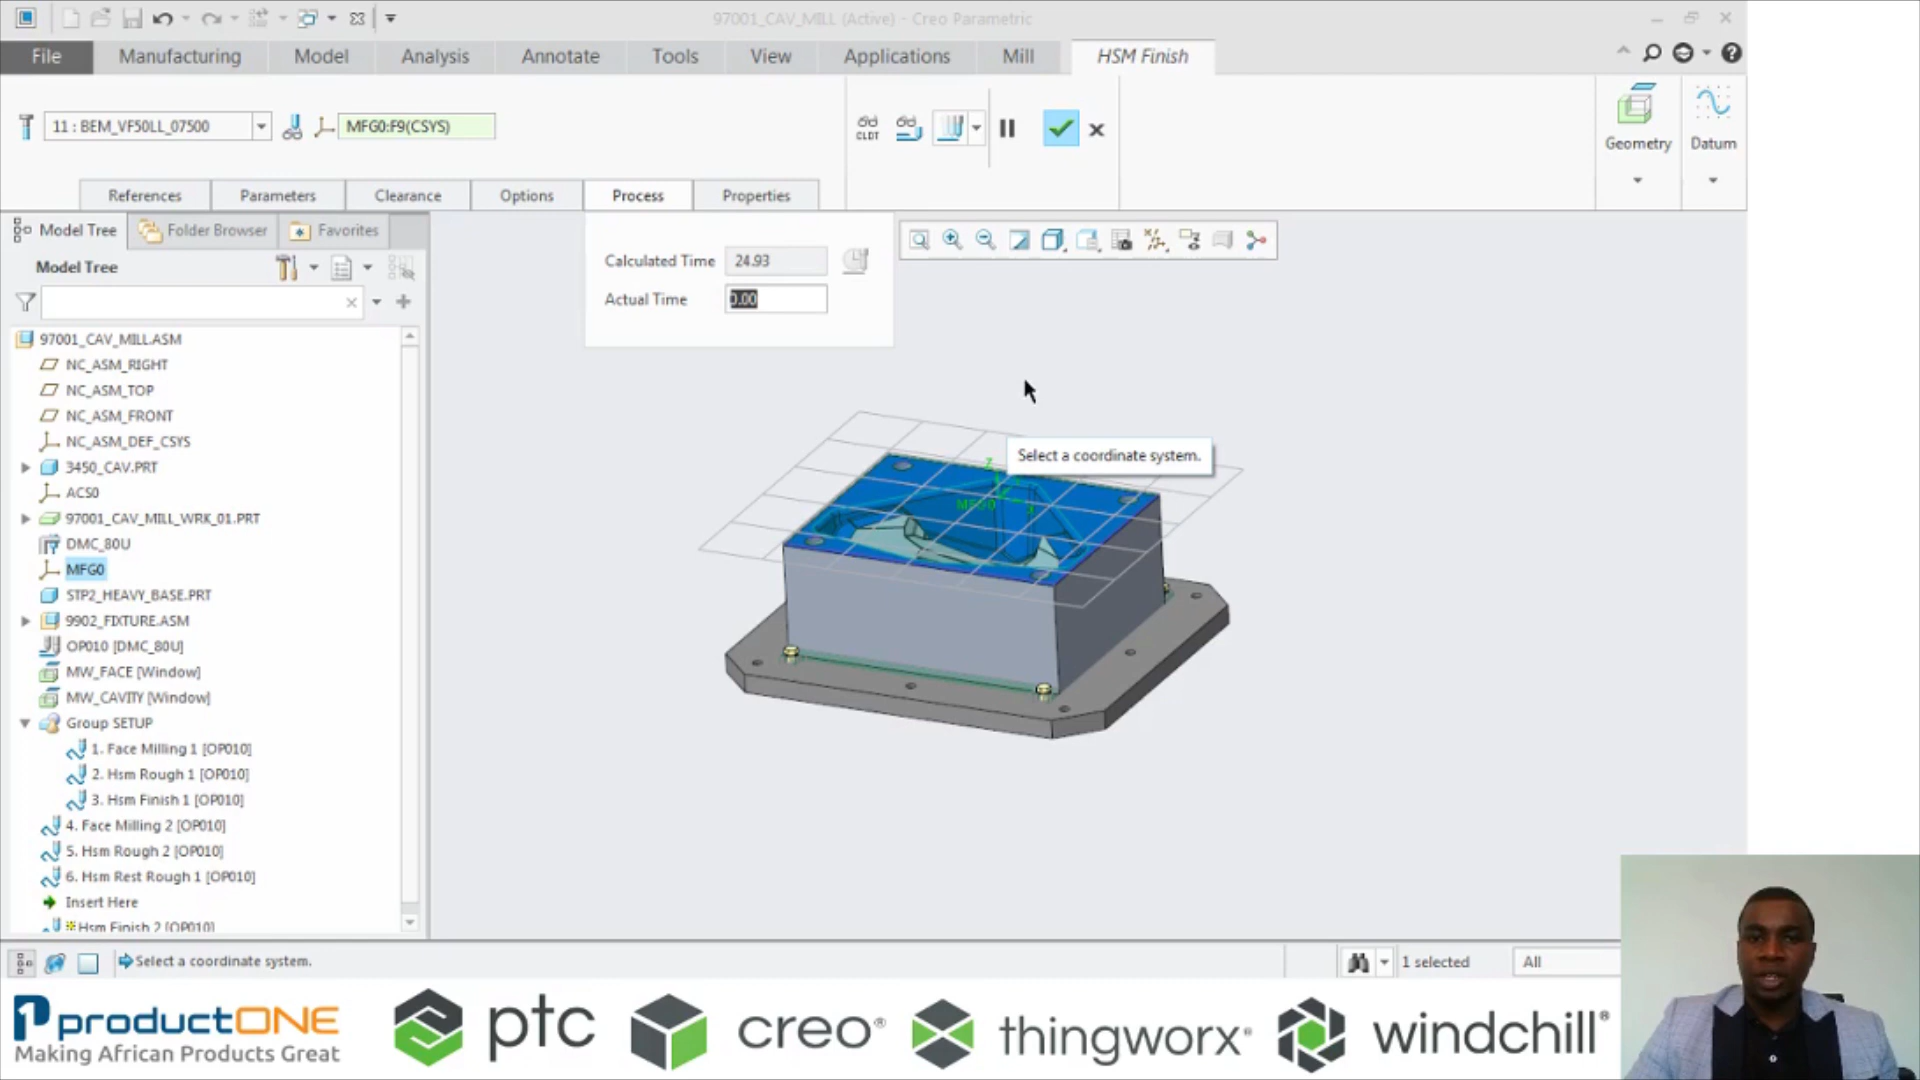 97001_CAV_MILL (Active) - Creo Parametric
File
Manufacturing
Model
Analysis
Annotate
Tools
View
Applications
Mill
HSM Finish
11 : BEM_VF50LL_07500
MFG0:F9(CSYS)
CLDT
Geometry
Datum
References
Parameters
Clearance
Options
Process
Properties
Model Tree
Folder Browser
Favorites
Model Tree
Calculated Time 24.93
Actual Time 0.00
97001_CAV_MILL.ASM
NC_ASM_RIGHT
NC_ASM_TOP
NC_ASM_FRONT
NC_ASM_DEF_CSYS
3450_CAV.PRT
ACS0
97001_CAV_MILL_WRK_01.PRT
DMC_80U
MFG0
STP2_HEAVY_BASE.PRT
9902_FIXTURE.ASM
OP010 [DMC_80U]
MW_FACE [Window]
MW_CAVITY [Window]
Group SETUP
1. Face Milling 1 [OP010]
2. Hsm Rough 1 [OP010]
3. Hsm Finish 1 [OP010]
4. Face Milling 2 [OP010]
5. Hsm Rough 2 [OP010]
6. Hsm Rest Rough 1 [OP010]
Insert Here
Hsm Finish 2 [OP010]
Select a coordinate system.
Z
MFG0
Select a coordinate system.
1 selected
All
productONE
Making African Products Great
ptc
creo®
thingworx®
windchill®